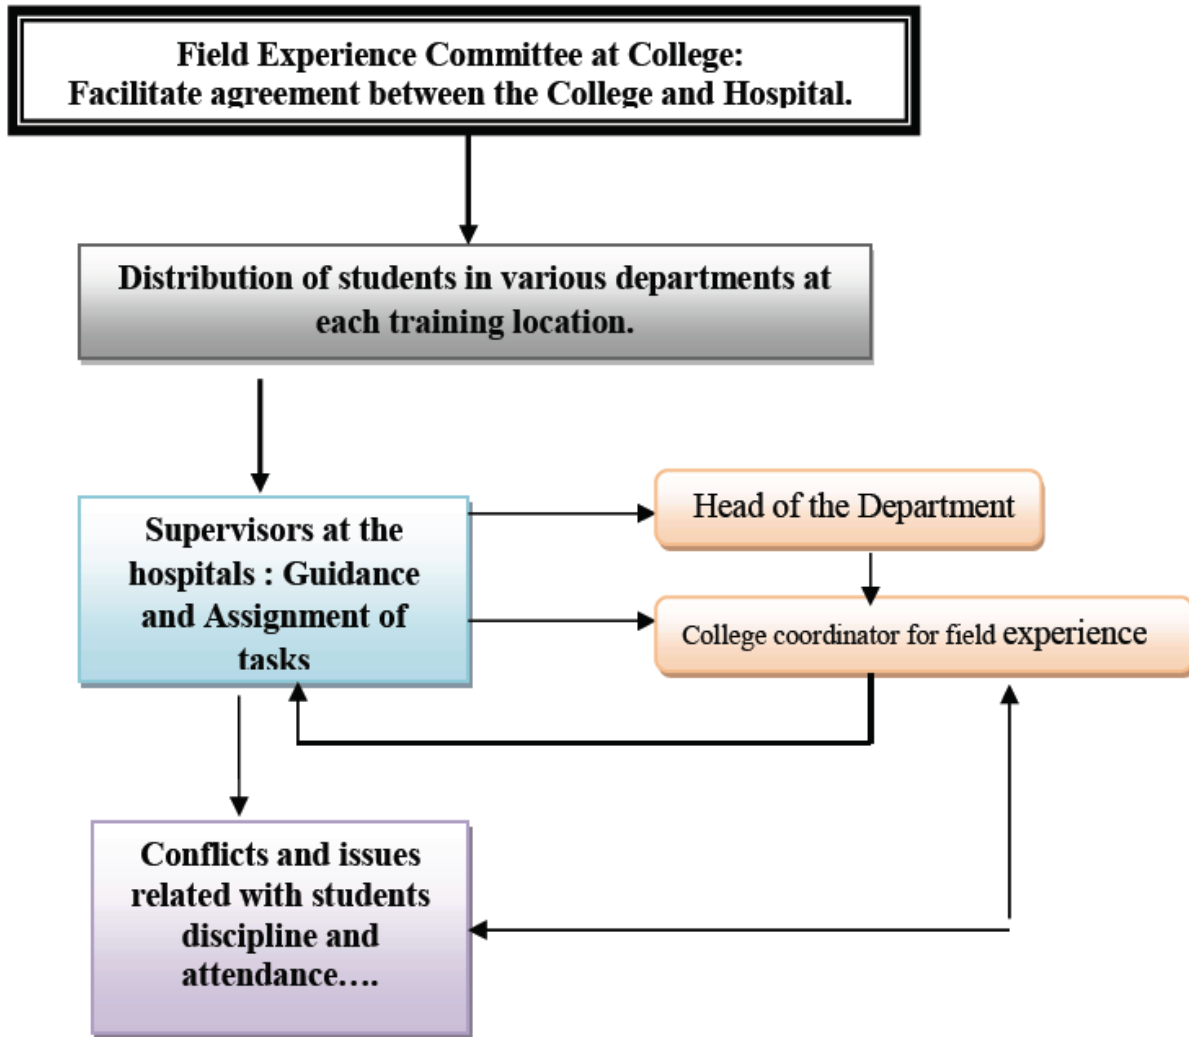 Field Experience Committee at College:
Facilitate agreement between the College and Hospital.
Distribution of students in various departments at
each training location.
Supervisors at the
hospitals : Guidance
and Assignment of
tasks
Head of the Department
College coordinator for field experience
Conflicts and issues
related with students
discipline and
attendance….